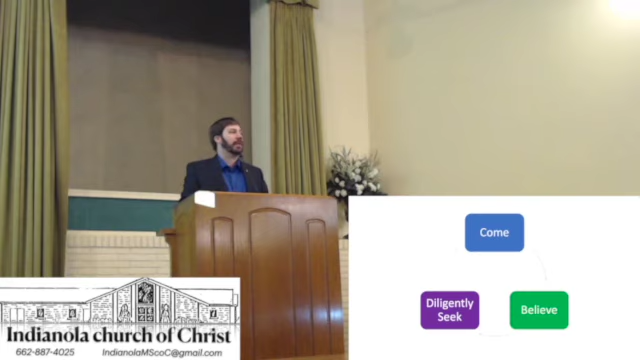 Come
Diligently
Seek
Believe
Indianola church of Christ
662-887-4025 IndianolaMScoC@gmail.com